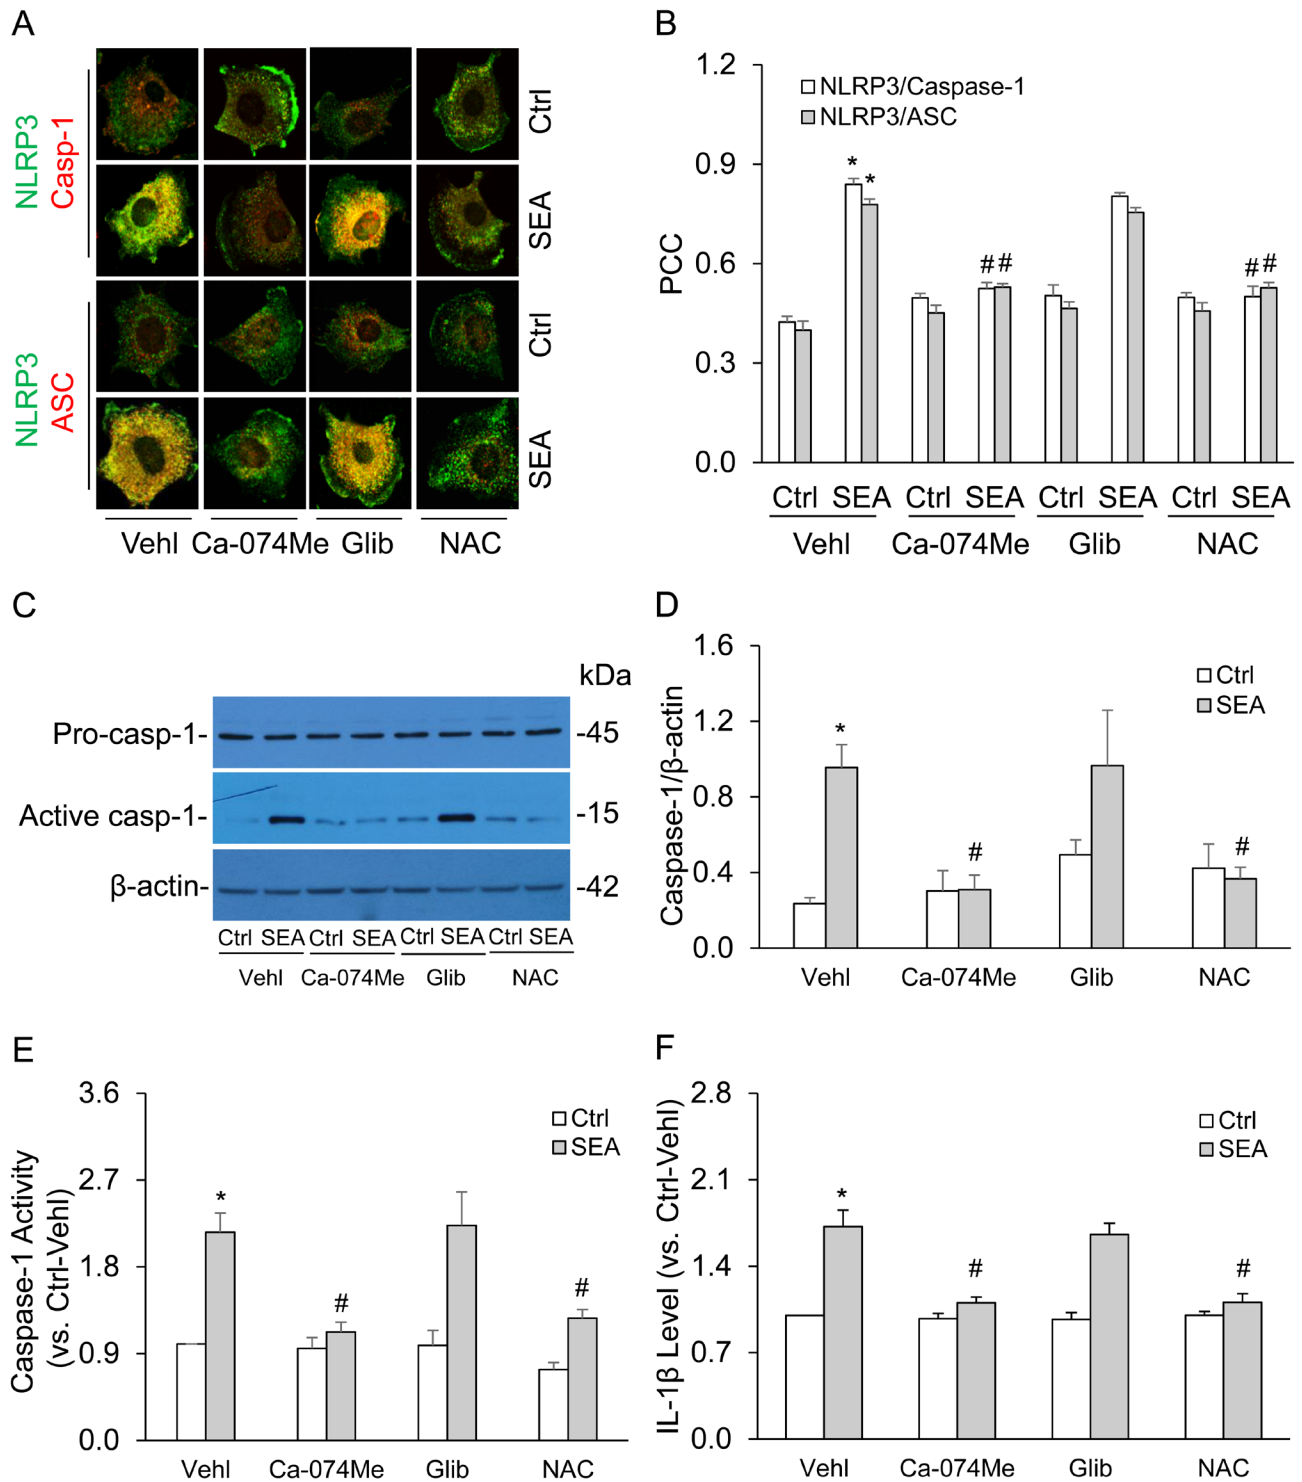 A
NLRP3
Casp-1
Ctrl
SEA
NLRP3
ASC
Ctrl
SEA
Vehl Ca-074Me Glib NAC
B
NLRP3/Caspase-1
NLRP3/ASC
PCC
1.2
0.9
0.6
0.3
0.0
* * # # # #
Ctrl SEA Ctrl SEA Ctrl SEA Ctrl SEA
Vehl Ca-074Me Glib NAC
C
kDa
Pro-casp-1- -45
Active casp-1- -15
β-actin- -42
Ctrl SEA Ctrl SEA Ctrl SEA Ctrl SEA
Vehl Ca-074Me Glib NAC
D
Caspase-1/β-actin
1.6
1.2
0.8
0.4
0.0
Ctrl
SEA
* # #
Vehl Ca-074Me Glib NAC
E
Caspase-1 Activity
(vs. Ctrl-Vehl)
3.6
2.7
1.8
0.9
0.0
Ctrl
SEA
* # #
Vehl Ca-074Me Glib NAC
F
IL-1β Level (vs. Ctrl-Vehl)
2.8
2.1
1.4
0.7
0.0
Ctrl
SEA
* # #
Vehl Ca-074Me Glib NAC